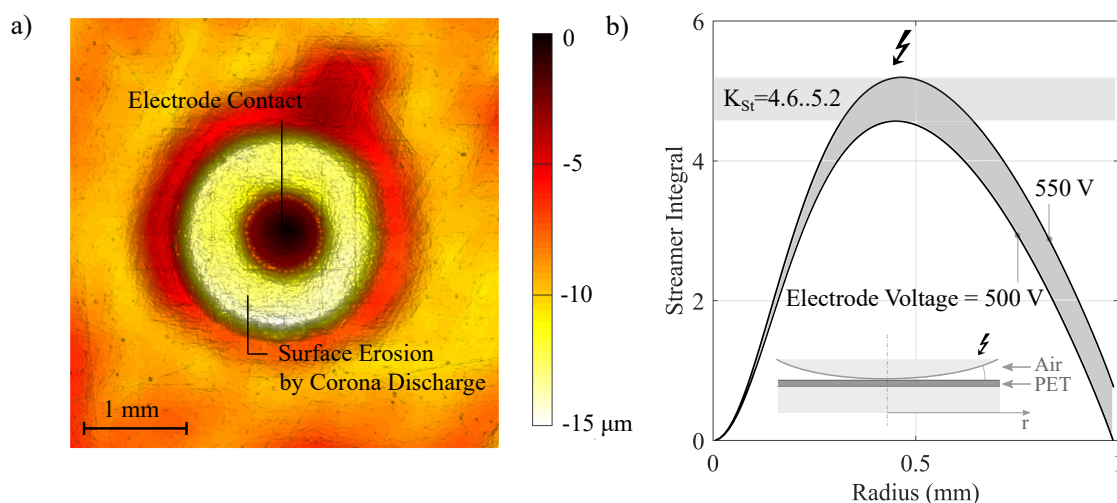 a)
Electrode Contact
Surface Erosion
by Corona Discharge
1 mm
0
-5
-10
-15 μm
b)
Streamer Integral
6
4
2
0
K_St=4.6..5.2
550 V
Electrode Voltage = 500 V
Air
PET
r
0
0.5
1
Radius (mm)